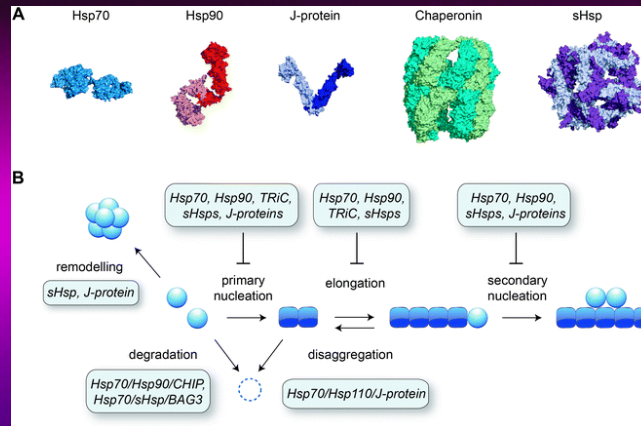 A
Hsp70 Hsp90 J-protein Chaperonin sHsp
B
Hsp70, Hsp90, TRiC,
sHsps, J-proteins
Hsp70, Hsp90,
TRiC, sHsps
Hsp70, Hsp90,
sHsps, J-proteins
remodelling
sHsp, J-protein
primary
nucleation
elongation
secondary
nucleation
degradation
Hsp70/Hsp90/CHIP,
Hsp70/sHsp/BAG3
disaggregation
Hsp70/Hsp110/J-protein